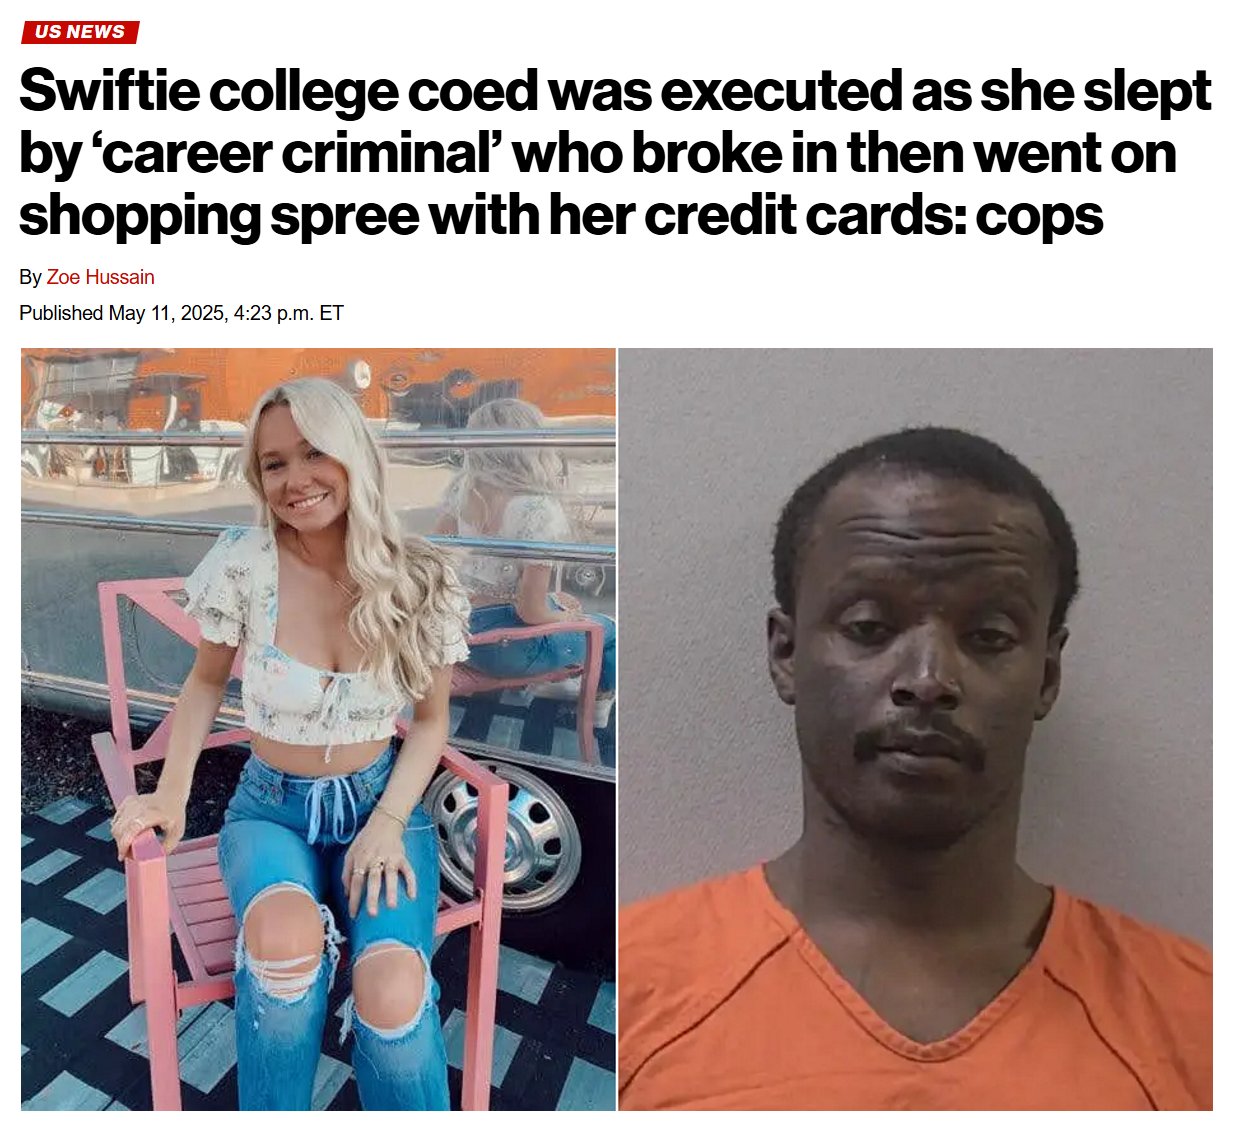 US NEWS
Swiftie college coed was executed as she slept
by ‘career criminal’ who broke in then went on
shopping spree with her credit cards: cops
By Zoe Hussain
Published May 11, 2025, 4:23 p.m. ET